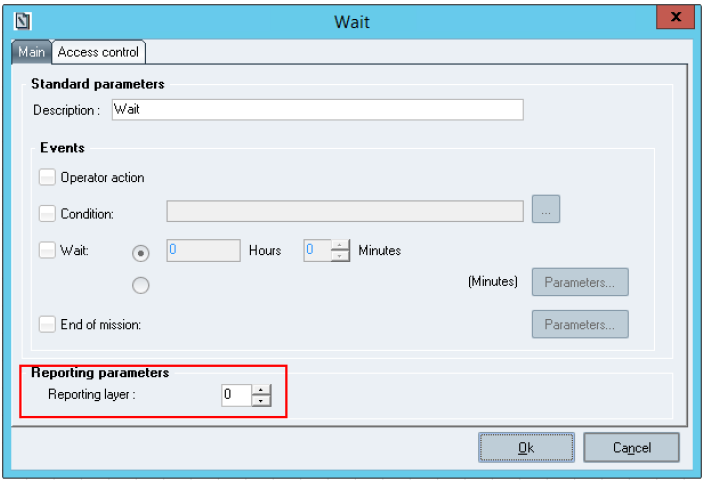 Wait
x
Main Access control
Standard parameters
Description : Wait
Events
Operator action
Condition: ...
Wait: 0 Hours 0 Minutes
(Minutes) Parameters...
End of mission: Parameters...
Reporting parameters
Reporting layer : 0
Ok Cancel